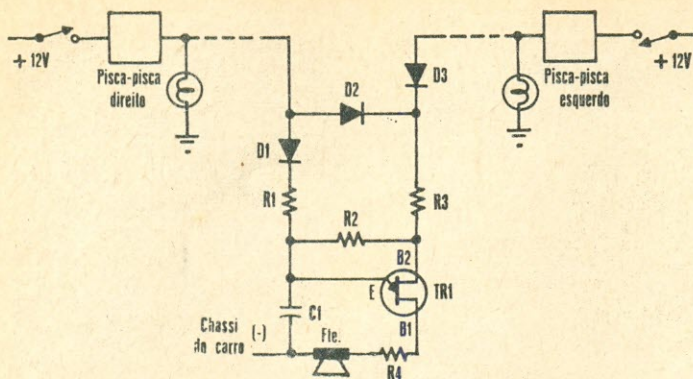 + 12V
Pisca-pisca
direito
D1
D2
D3
Pisca-pisca
esquerdo
+ 12V
R1
R2
R3
B2
E
TR1
B1
C1
Chassi
do carro
(-)
Fte.
R4